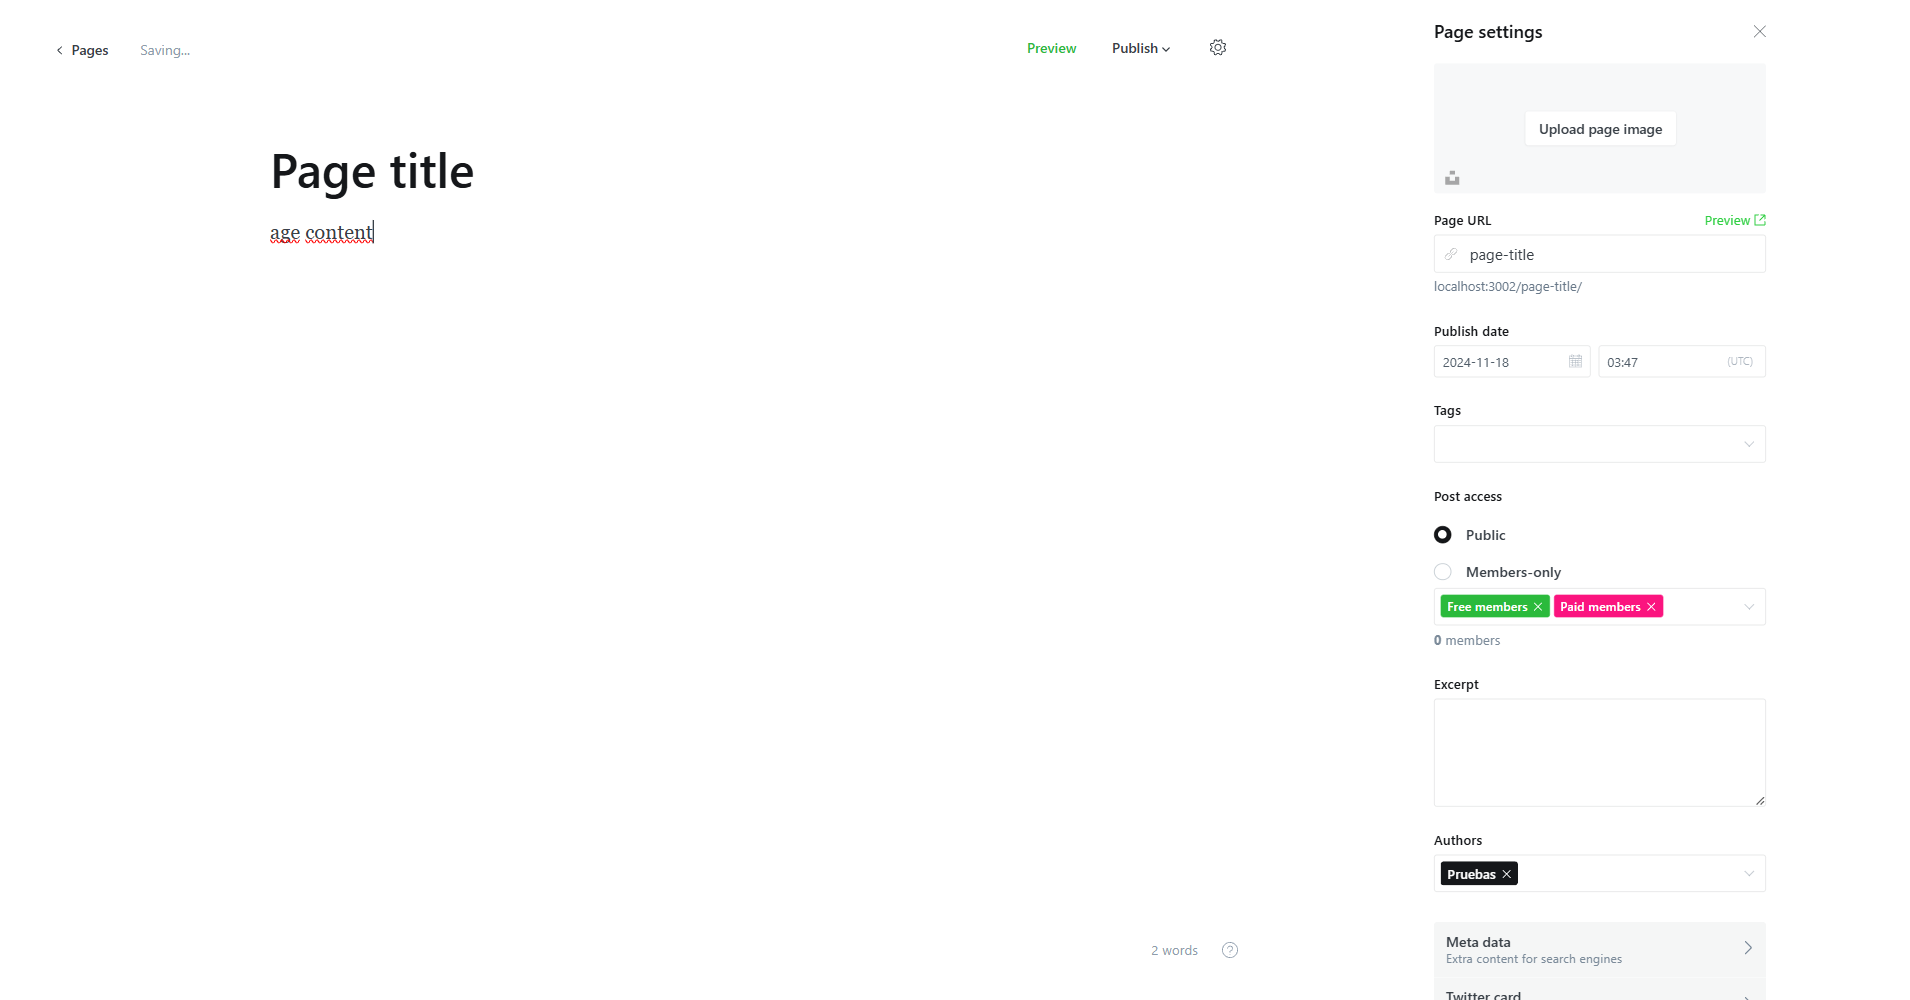 Pages
Saving...
Preview
Publish
Page title
age content
2 words
?
Page settings
Upload page image
Page URL
Preview
page-title
localhost:3002/page-title/
Publish date
2024-11-18
03:47
(UTC)
Tags
Post access
Public
Members-only
Free members
Paid members
0 members
Excerpt
Authors
Pruebas
Meta data
Extra content for search engines
Twitter card